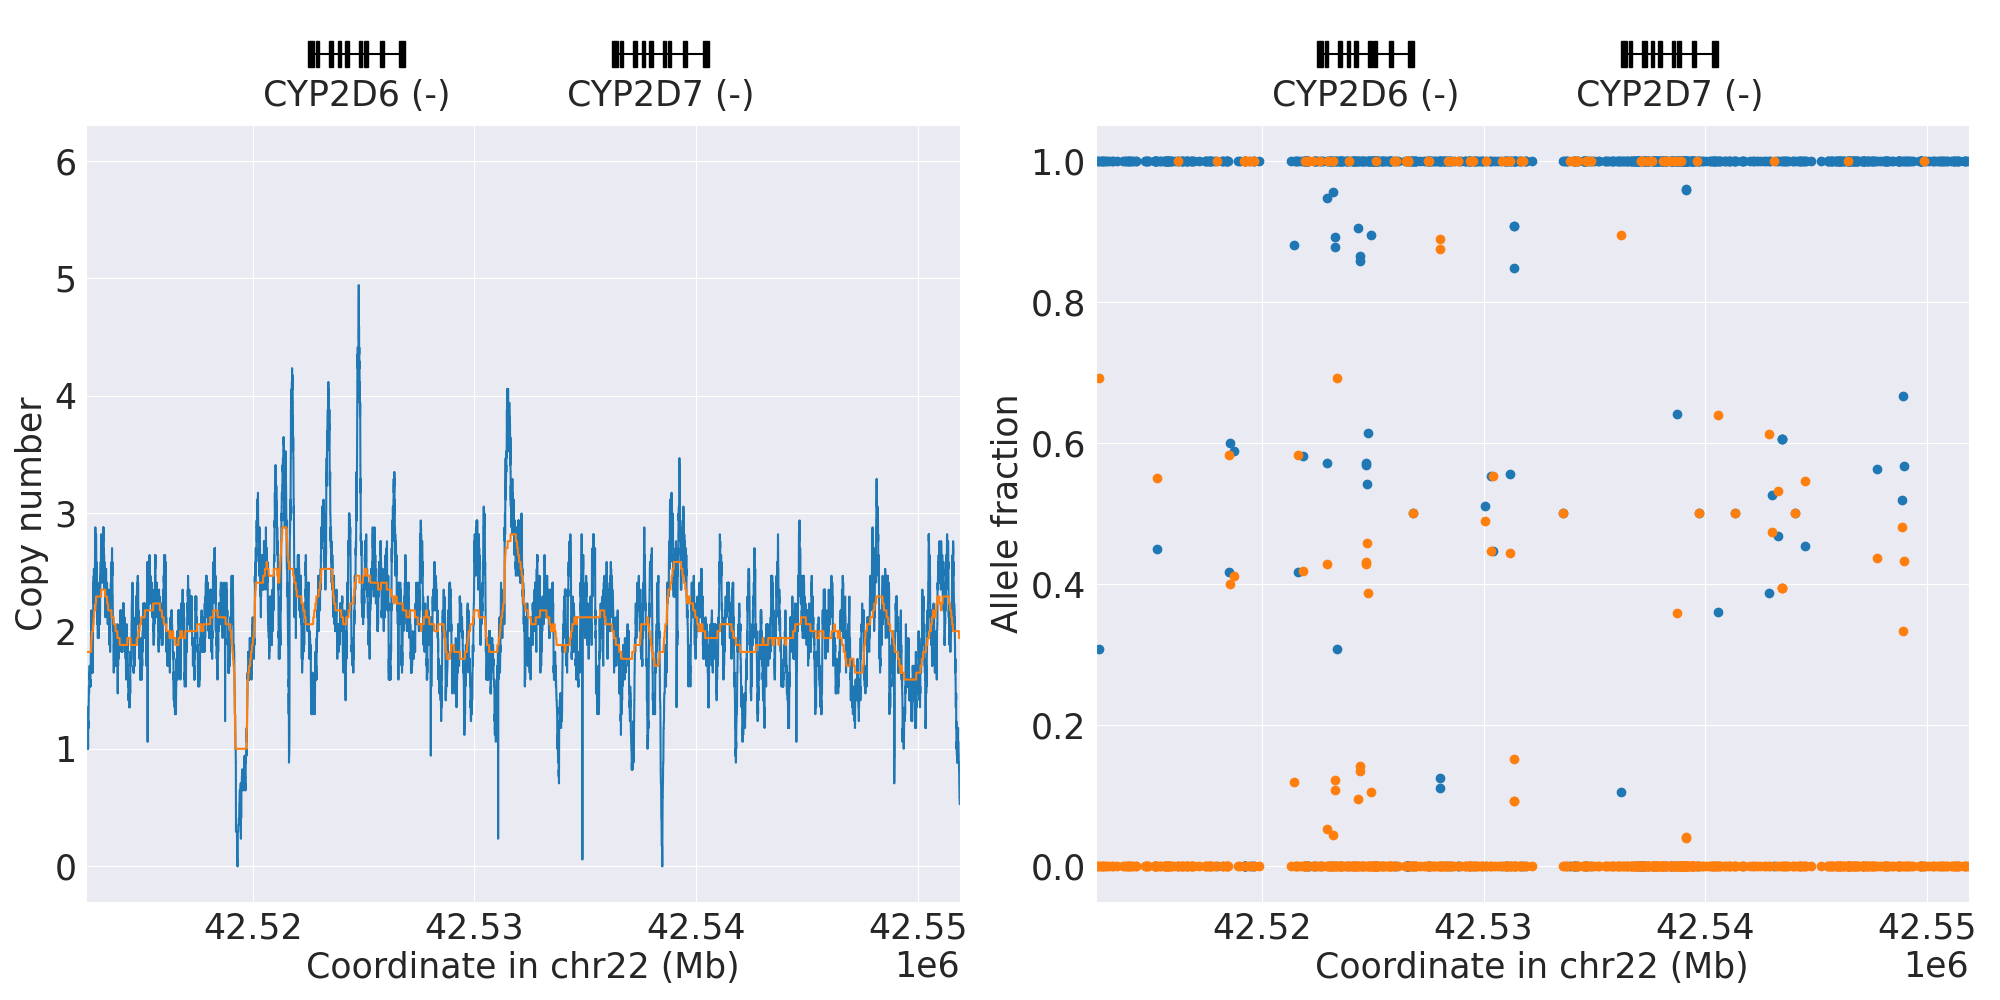 CYP2D6 (-) CYP2D7 (-)
Copy number
6
5
4
3
2
1
0
42.52 42.53 42.54 42.55
Coordinate in chr22 (Mb) 1e6
CYP2D6 (-) CYP2D7 (-)
Allele fraction
1.0
0.8
0.6
0.4
0.2
0.0
42.52 42.53 42.54 42.55
Coordinate in chr22 (Mb) 1e6